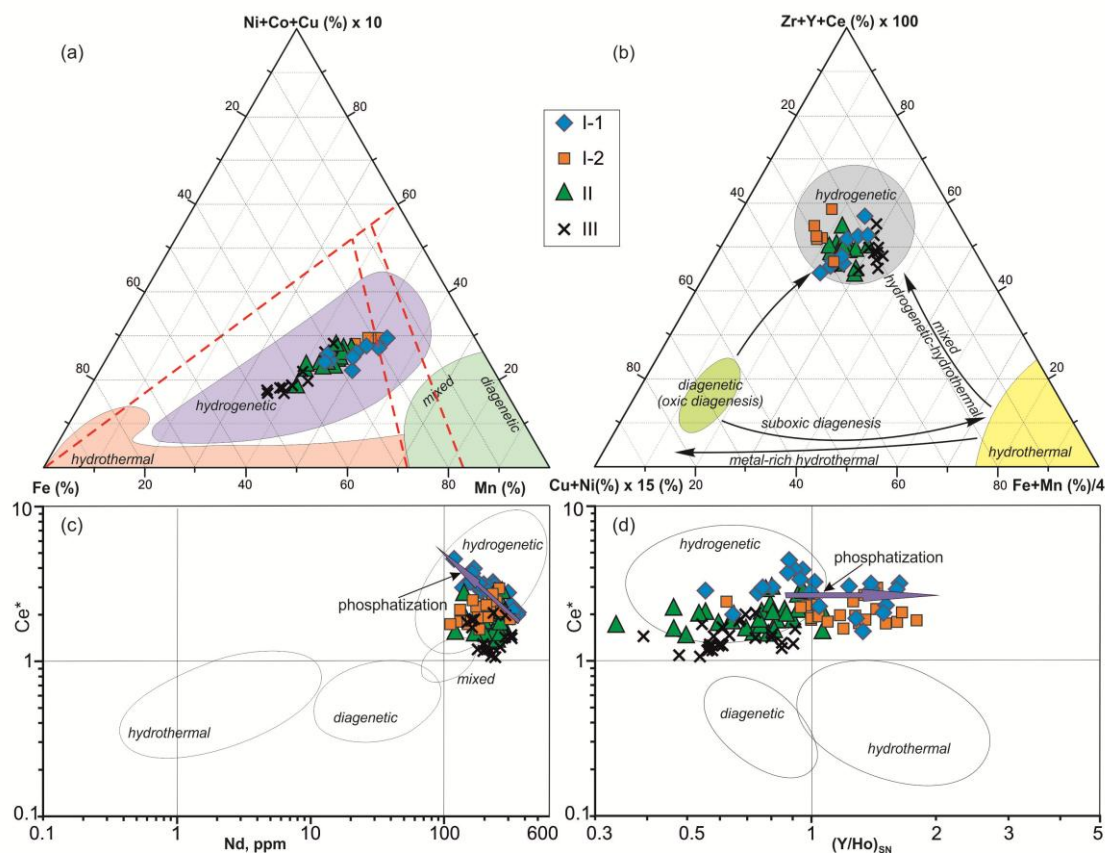 Ni+Co+Cu (%) x 10
(a)
20
80
40
60
60
40
80
20
hydrogenetic
mixed
diagenetic
hydrothermal
Fe (%)
20
40
60
80
Mn (%)
I-1
I-2
II
III
Zr+Y+Ce (%) x 100
(b)
20
80
40
60
60
40
80
20
hydrogenetic
mixed
hydrogenetic-hydrothermal
diagenetic
(oxic diagenesis)
suboxic diagenesis
metal-rich hydrothermal
hydrothermal
Cu+Ni(%) x 15 (%)
20
40
60
80
Fe+Mn (%)/4
(c)
10
hydrogenetic
phosphatization
Ce*
1
mixed
diagenetic
hydrothermal
0.1
0.1
1
10
100
600
Nd, ppm
(d)
10
hydrogenetic
phosphatization
Ce*
1
diagenetic
hydrothermal
0.1
0.3
0.5
1
2
3
4
5
(Y/Ho)SN